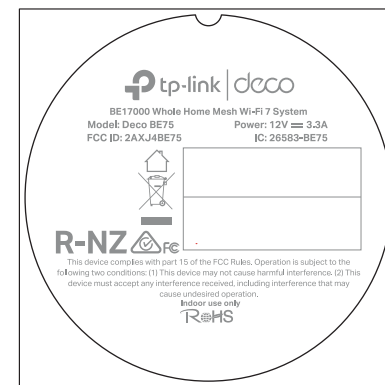 tp-link | deco
BE17000 Whole Home Mesh Wi-Fi 7 System
Model: Deco BE75 Power: 12V ⎓ 3.3A
FCC ID: 2AXJ4BE75 IC: 26583-BE75
R-NZ FC
This device complies with part 15 of the FCC Rules. Operation is subject to the
following two conditions: (1) This device may not cause harmful interference. (2) This
device must accept any interference received, including interference that may
cause undesired operation.
Indoor use only
RoHS